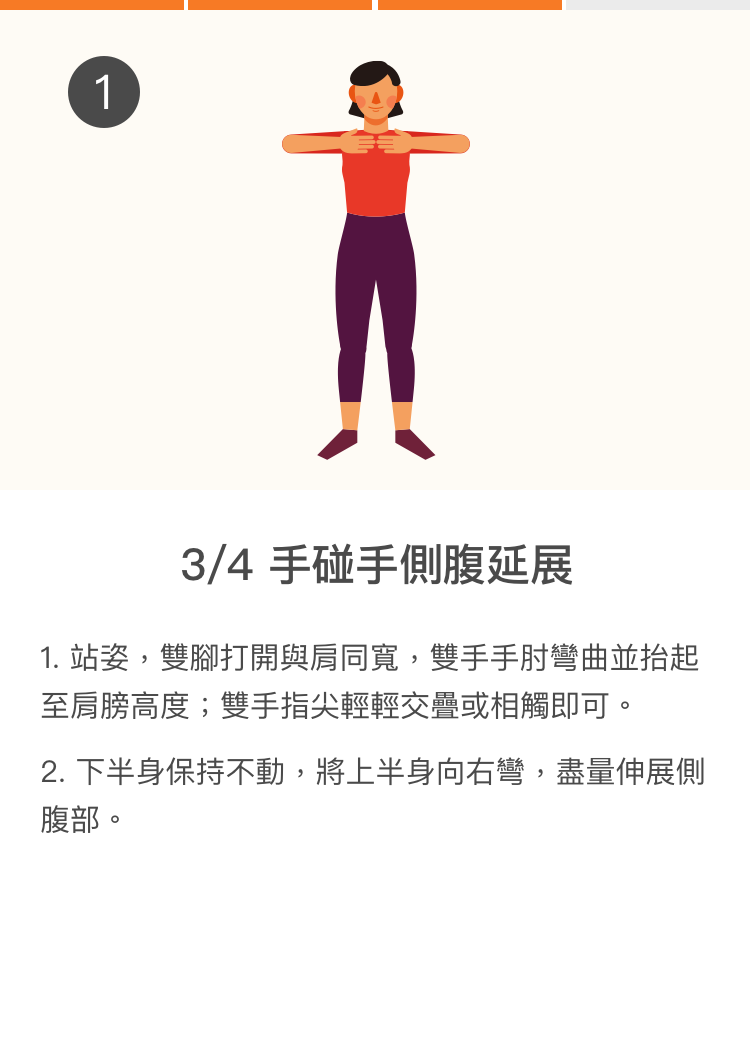 1
3/4 手碰手側腹延展
1. 站姿，雙腳打開與肩同寬，雙手手肘彎曲並抬起
至肩膀高度；雙手指尖輕輕交疊或相觸即可。
2. 下半身保持不動，將上半身向右彎，盡量伸展側
腹部。